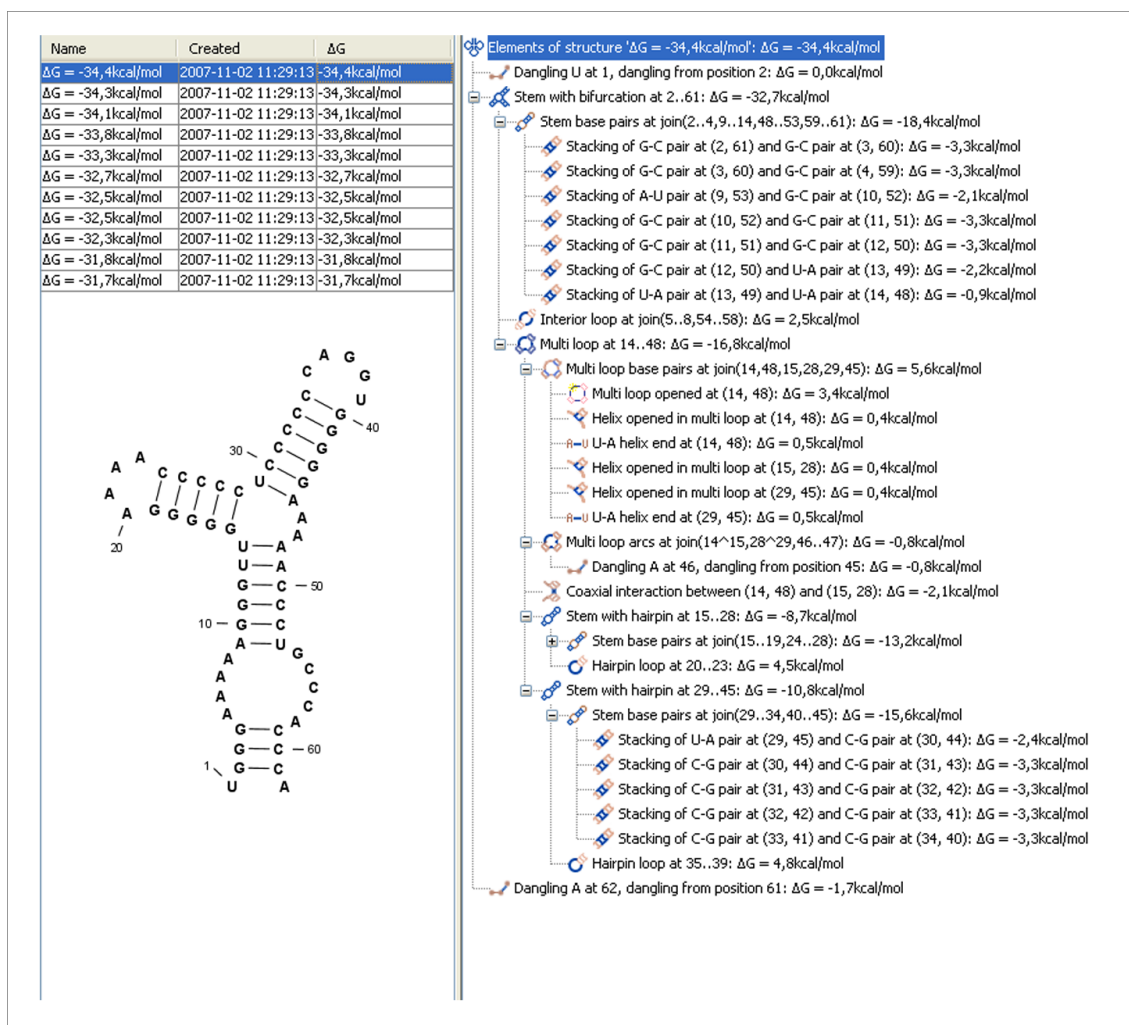 Name Created ΔG
ΔG = -34,4kcal/mol 2007-11-02 11:29:13 -34,4kcal/mol
ΔG = -34,3kcal/mol 2007-11-02 11:29:13 -34,3kcal/mol
ΔG = -34,1kcal/mol 2007-11-02 11:29:13 -34,1kcal/mol
ΔG = -33,8kcal/mol 2007-11-02 11:29:13 -33,8kcal/mol
ΔG = -33,3kcal/mol 2007-11-02 11:29:13 -33,3kcal/mol
ΔG = -32,7kcal/mol 2007-11-02 11:29:13 -32,7kcal/mol
ΔG = -32,5kcal/mol 2007-11-02 11:29:13 -32,5kcal/mol
ΔG = -32,5kcal/mol 2007-11-02 11:29:13 -32,5kcal/mol
ΔG = -32,3kcal/mol 2007-11-02 11:29:13 -32,3kcal/mol
ΔG = -31,8kcal/mol 2007-11-02 11:29:13 -31,8kcal/mol
ΔG = -31,7kcal/mol 2007-11-02 11:29:13 -31,7kcal/mol
A G
C G
C U
C G 40
C G
30 C G
C G
A A C C C C C U A
A A
A A G G G G G A
20
U A
U A
G C 50
G C
10 G C
A U G
A C
A C
A C
A A
G C
G C 60
1 G C
U A
Elements of structure 'ΔG = -34,4kcal/mol': ΔG = -34,4kcal/mol
Dangling U at 1, dangling from position 2: ΔG = 0,0kcal/mol
Stem with bifurcation at 2..61: ΔG = -32,7kcal/mol
Stem base pairs at join(2..4,9..14,48..53,59..61): ΔG = -18,4kcal/mol
Stacking of G-C pair at (2, 61) and G-C pair at (3, 60): ΔG = -3,3kcal/mol
Stacking of G-C pair at (3, 60) and G-C pair at (4, 59): ΔG = -3,3kcal/mol
Stacking of A-U pair at (9, 53) and G-C pair at (10, 52): ΔG = -2,1kcal/mol
Stacking of G-C pair at (10, 52) and G-C pair at (11, 51): ΔG = -3,3kcal/mol
Stacking of G-C pair at (11, 51) and G-C pair at (12, 50): ΔG = -3,3kcal/mol
Stacking of G-C pair at (12, 50) and U-A pair at (13, 49): ΔG = -2,2kcal/mol
Stacking of U-A pair at (13, 49) and U-A pair at (14, 48): ΔG = -0,9kcal/mol
Interior loop at join(5..8,54..58): ΔG = 2,5kcal/mol
Multi loop at 14..48: ΔG = -16,8kcal/mol
Multi loop base pairs at join(14,48,15,28,29,45): ΔG = 5,6kcal/mol
Multi loop opened at (14, 48): ΔG = 3,4kcal/mol
Helix opened in multi loop at (14, 48): ΔG = 0,4kcal/mol
A-U U-A helix end at (14, 48): ΔG = 0,5kcal/mol
Helix opened in multi loop at (15, 28): ΔG = 0,4kcal/mol
Helix opened in multi loop at (29, 45): ΔG = 0,4kcal/mol
A-U U-A helix end at (29, 45): ΔG = 0,5kcal/mol
Multi loop arcs at join(14^15,28^29,46..47): ΔG = -0,8kcal/mol
Dangling A at 46, dangling from position 45: ΔG = -0,8kcal/mol
Coaxial interaction between (14, 48) and (15, 28): ΔG = -2,1kcal/mol
Stem with hairpin at 15..28: ΔG = -8,7kcal/mol
Stem base pairs at join(15..19,24..28): ΔG = -13,2kcal/mol
Hairpin loop at 20..23: ΔG = 4,5kcal/mol
Stem with hairpin at 29..45: ΔG = -10,8kcal/mol
Stem base pairs at join(29..34,40..45): ΔG = -15,6kcal/mol
Stacking of U-A pair at (29, 45) and C-G pair at (30, 44): ΔG = -2,4kcal/mol
Stacking of C-G pair at (30, 44) and C-G pair at (31, 43): ΔG = -3,3kcal/mol
Stacking of C-G pair at (31, 43) and C-G pair at (32, 42): ΔG = -3,3kcal/mol
Stacking of C-G pair at (32, 42) and C-G pair at (33, 41): ΔG = -3,3kcal/mol
Stacking of C-G pair at (33, 41) and C-G pair at (34, 40): ΔG = -3,3kcal/mol
Hairpin loop at 35..39: ΔG = 4,8kcal/mol
Dangling A at 62, dangling from position 61: ΔG = -1,7kcal/mol